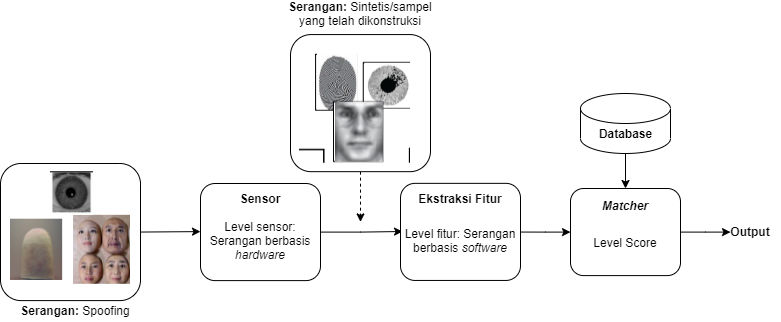 Serangan: Sintetis/sampel
yang telah dikonstruksi
Database
Sensor
Level sensor:
Serangan berbasis
hardware
Ekstraksi Fitur
Level fitur: Serangan
berbasis software
Matcher
Level Score
Output
Serangan: Spoofing